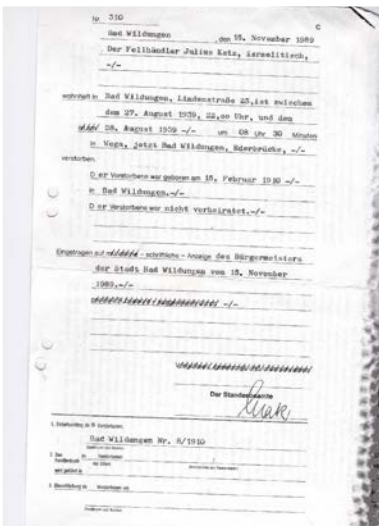 Nr. 310
C
Bad Wildungen, den 15. November 1989
Der Fellhändler Julius Katz, israelitisch,
-/-
wohnhaft in Bad Wildungen, Lindenstraße 25, ist zwischen
dem 27. August 1939, 22,00 Uhr, und dem
28. August 1939 -/- um 08 Uhr 30 Minuten
in Wega, jetzt Bad Wildungen, Ederbrücke, -/-
verstorben.
Der Verstorbene war geboren am 15. Februar 1910 -/-
in Bad Wildungen.-/-
Der Verstorbene war nicht verheiratet.-/-
Eingetragen auf - schriftliche - Anzeige des Bürgermeisters
der Stadt Bad Wildungen vom 15. November
1989.-/-
-/-
Der Standesbeamte
Bad Wildungen Nr. 8/1910